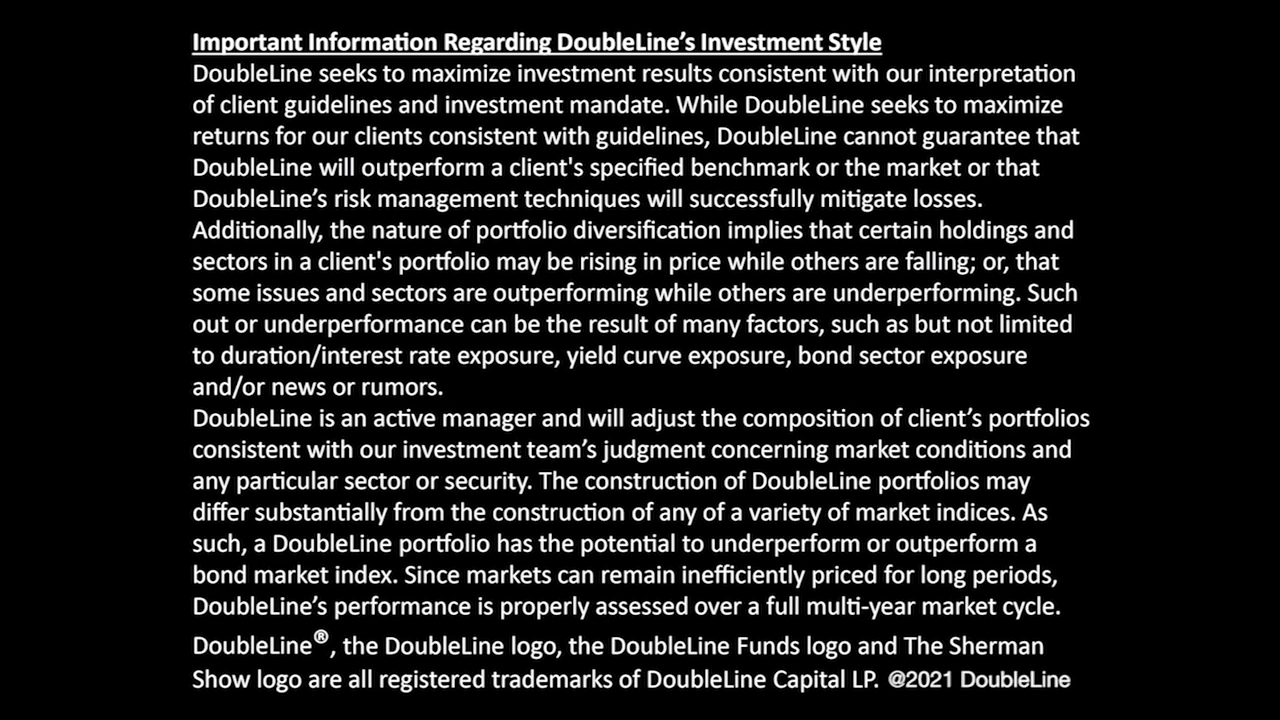 Important Information Regarding DoubleLine’s Investment Style
DoubleLine seeks to maximize investment results consistent with our interpretation
of client guidelines and investment mandate. While DoubleLine seeks to maximize
returns for our clients consistent with guidelines, DoubleLine cannot guarantee that
DoubleLine will outperform a client's specified benchmark or the market or that
DoubleLine’s risk management techniques will successfully mitigate losses.
Additionally, the nature of portfolio diversification implies that certain holdings and
sectors in a client's portfolio may be rising in price while others are falling; or, that
some issues and sectors are outperforming while others are underperforming. Such
out or underperformance can be the result of many factors, such as but not limited
to duration/interest rate exposure, yield curve exposure, bond sector exposure
and/or news or rumors.
DoubleLine is an active manager and will adjust the composition of client’s portfolios
consistent with our investment team’s judgment concerning market conditions and
any particular sector or security. The construction of DoubleLine portfolios may
differ substantially from the construction of any of a variety of market indices. As
such, a DoubleLine portfolio has the potential to underperform or outperform a
bond market index. Since markets can remain inefficiently priced for long periods,
DoubleLine’s performance is properly assessed over a full multi-year market cycle.
DoubleLine®, the DoubleLine logo, the DoubleLine Funds logo and The Sherman
Show logo are all registered trademarks of DoubleLine Capital LP. @2021 DoubleLine